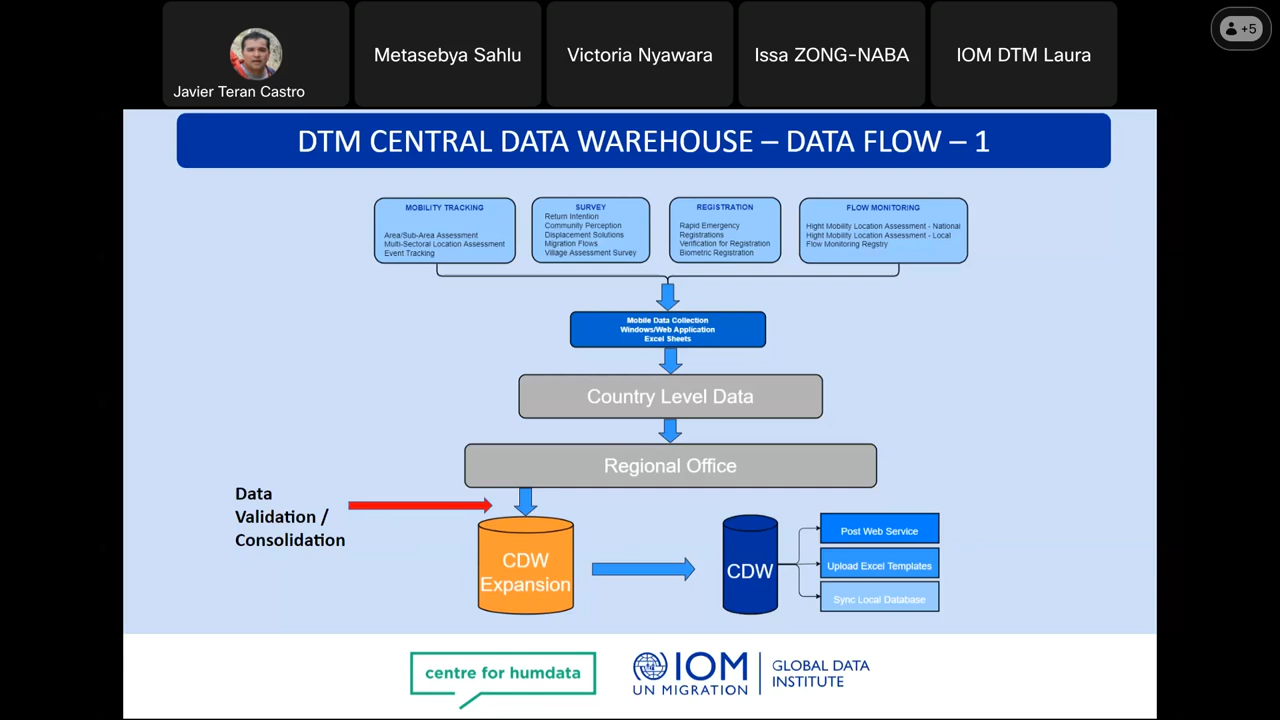 Javier Teran Castro
Metasebya Sahlu
Victoria Nyawara
Issa ZONG-NABA
IOM DTM Laura
+5
DTM CENTRAL DATA WAREHOUSE – DATA FLOW – 1
MOBILITY TRACKING
Area/Sub-Area Assessment
Multi-Sectoral Location Assessment
Event Tracking
SURVEY
Return Intention
Community Perception
Displacement Solutions
Migration Flows
Village Assessment Survey
REGISTRATION
Rapid Emergency
Registrations
Verification for Registration
Biometric Registration
FLOW MONITORING
Hight Mobility Location Assessment - National
Hight Mobility Location Assessment - Local
Flow Monitoring Regstry
Mobile Data Collection
Windows/Web Application
Excel Sheets
Country Level Data
Regional Office
Data
Validation /
Consolidation
CDW
Expansion
CDW
Post Web Service
Upload Excel Templates
Sync Local Database
centre for humdata
IOM
UN MIGRATION
GLOBAL DATA
INSTITUTE